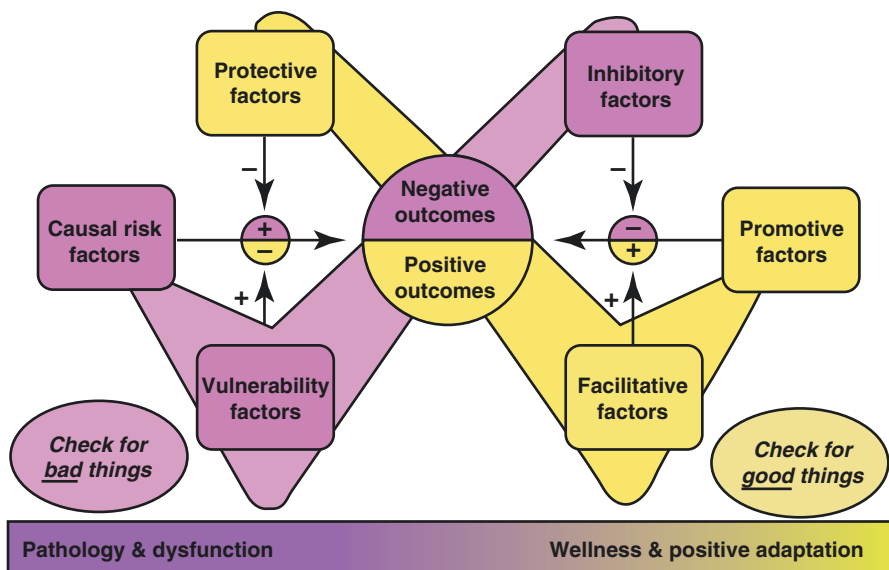 Protective
factors
Inhibitory
factors
−
−
Causal risk
factors
+
−
Negative
outcomes
Positive
outcomes
−
+
Promotive
factors
+
+
Vulnerability
factors
Facilitative
factors
Check for
bad things
Check for
good things
Pathology & dysfunction
Wellness & positive adaptation